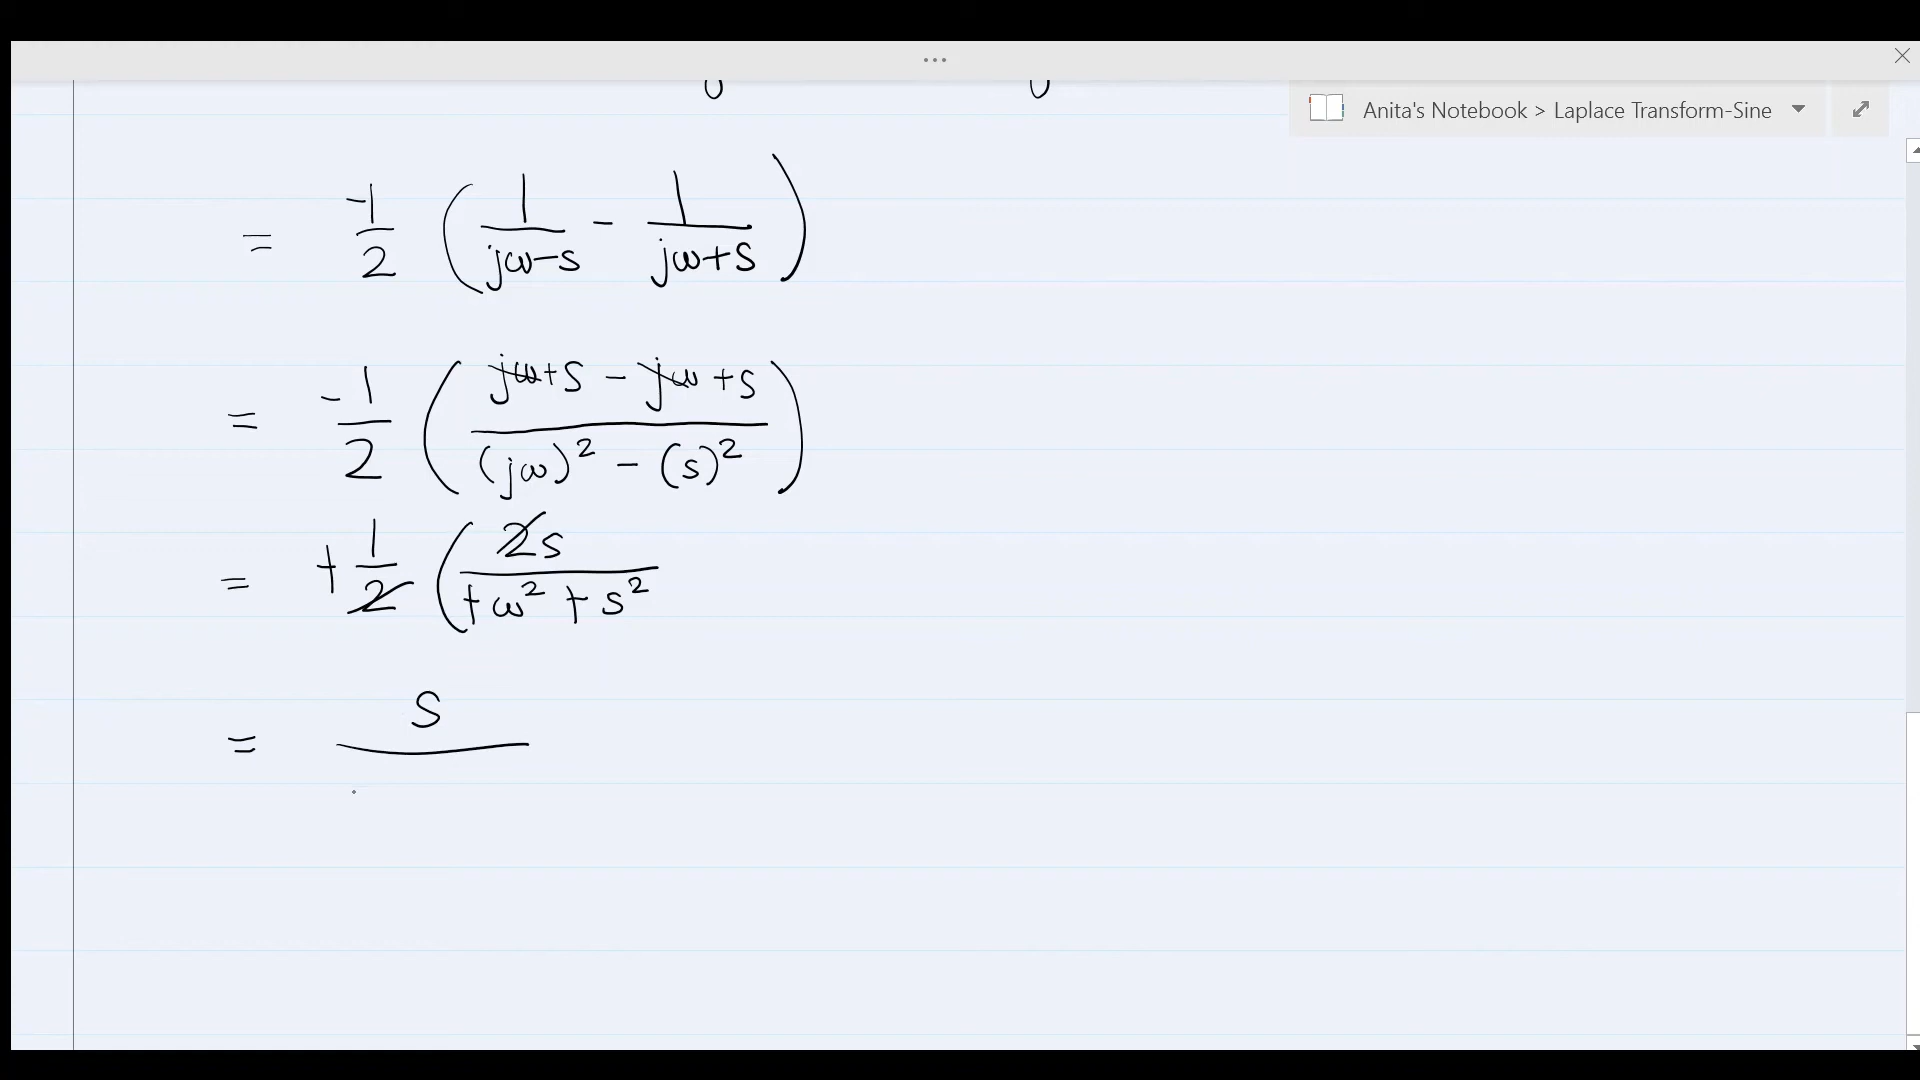 ...
Anita's Notebook > Laplace Transform-Sine
= -1/2 ( 1/(jω-s) - 1/(jω+s) )
= -1/2 ( (jω+s - jω+s)/((jω)² - (s)²) )
= +1/2 ( 2s/(+ω² + s²)
= s/